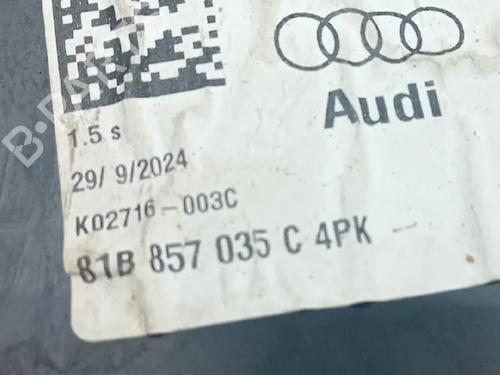 Audi
1.5 s
29/ 9/2024
K02716-003C
81B 857 035 C 4PK --